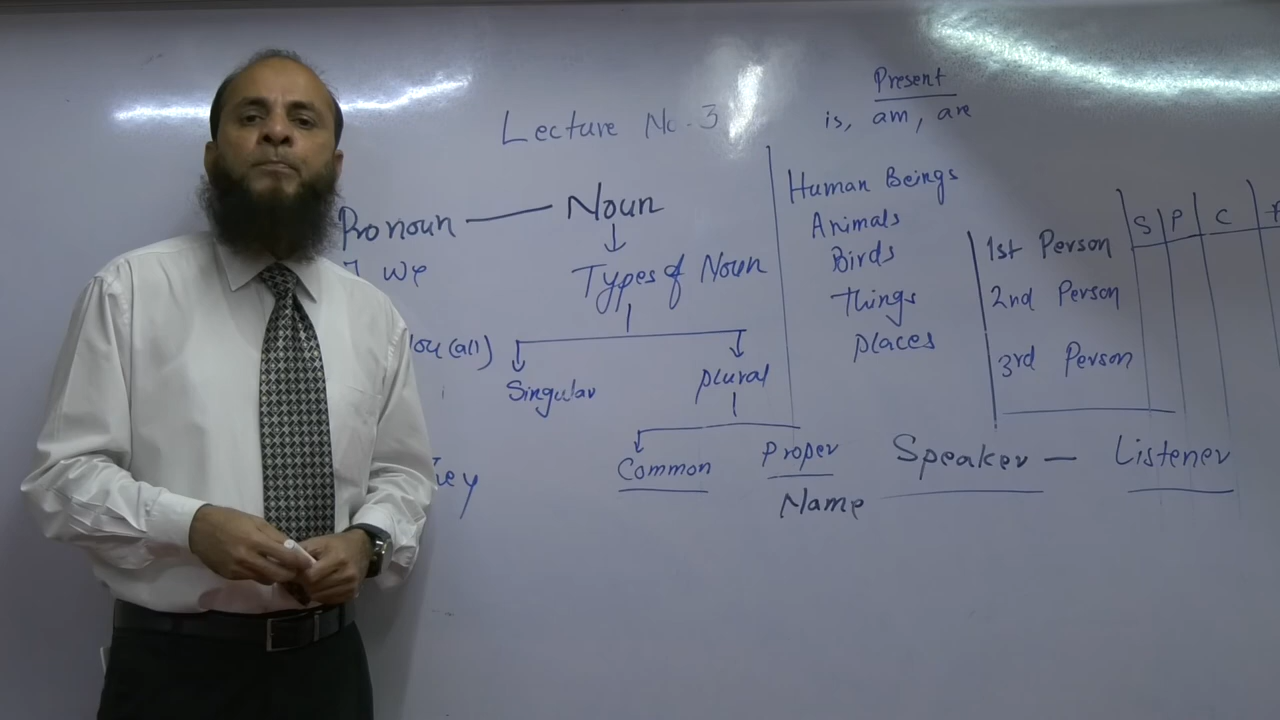 Lecture No. 3
Present
is, am, are
Pronoun — Noun
I we
Types of Noun
you (all)
Singular
plural
Common
Proper
Name
Human Beings
Animals
Birds
things
places
S P C
1st Person
2nd Person
3rd Person
Speaker — Listener